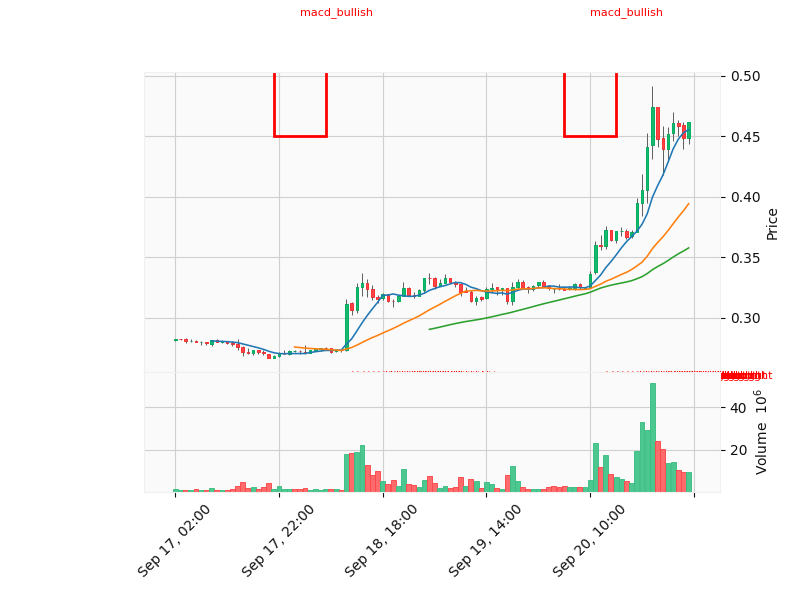 macd_bullish macd_bullish
0.50
0.45
0.40
0.35
0.30
Price
40
20
Volume 10^6
Sep 17, 02:00
Sep 17, 22:00
Sep 18, 18:00
Sep 19, 14:00
Sep 20, 10:00